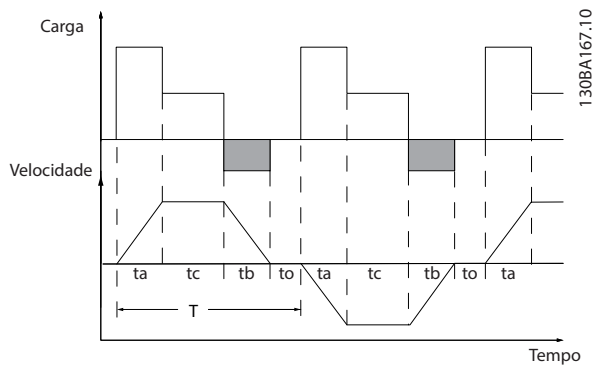 Carga
130BA167.10
Velocidade
ta tc tb to ta tc tb to ta
T
Tempo